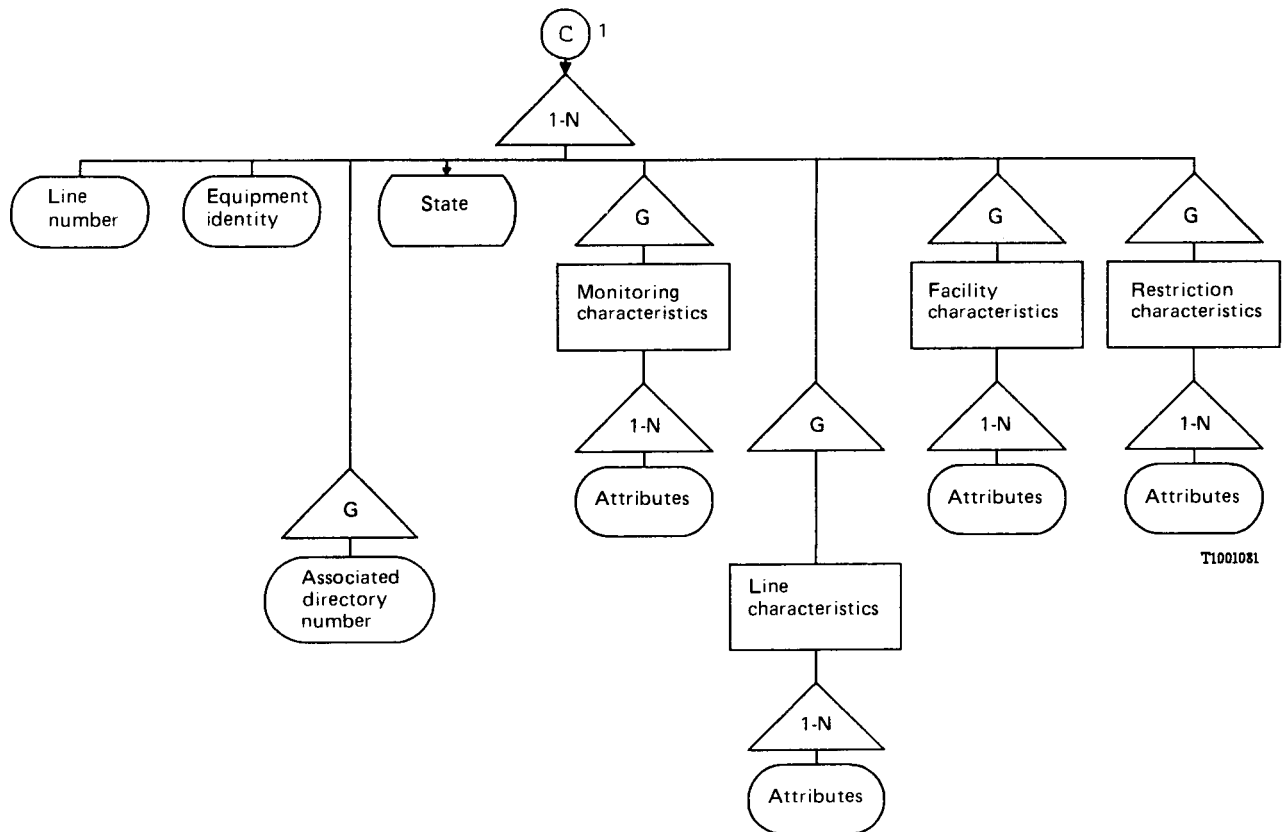 C 1
1-N
Line
number
Equipment
identity
State
G
G
G
Monitoring
characteristics
Facility
characteristics
Restriction
characteristics
1-N
G
1-N
1-N
Attributes
Attributes
Attributes
G
T1001081
Associated
directory
number
Line
characteristics
1-N
Attributes